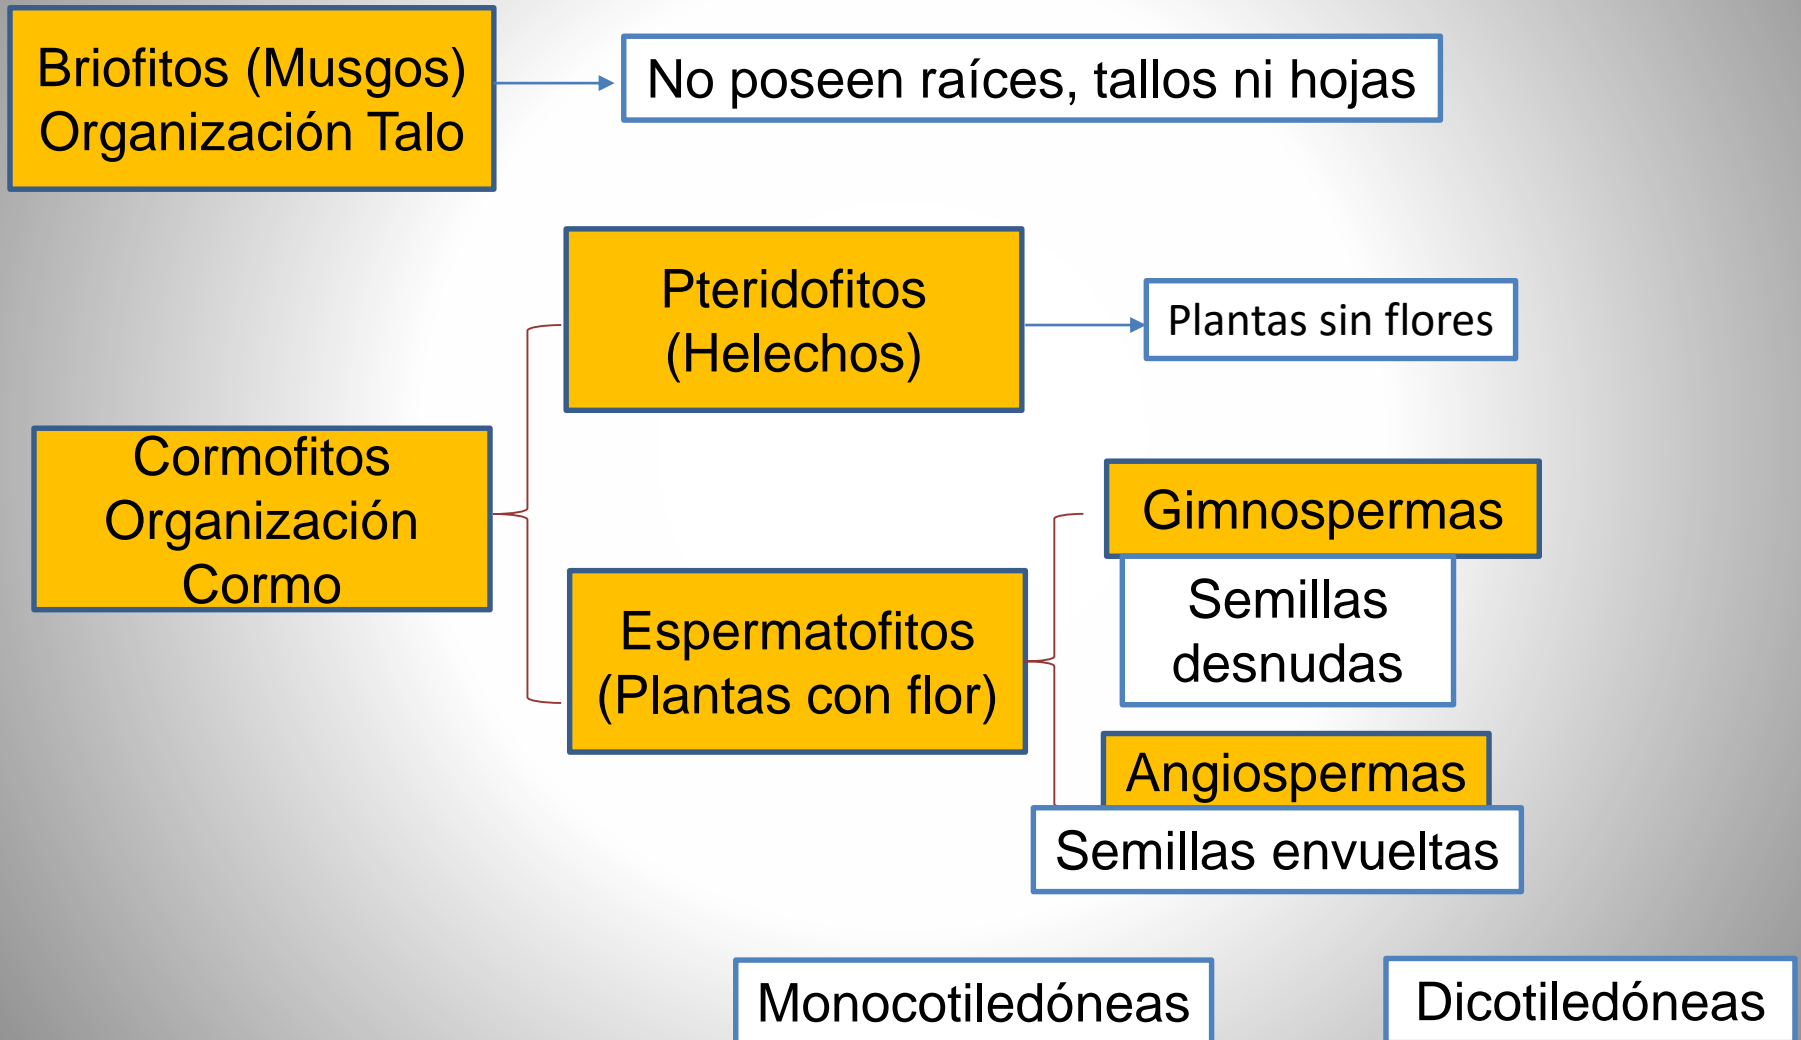 Briofitos (Musgos)
Organización Talo
No poseen raíces, tallos ni hojas
Pteridofitos
(Helechos)
Plantas sin flores
Cormofitos
Organización
Cormo
Espermatofitos
(Plantas con flor)
Gimnospermas
Semillas
desnudas
Angiospermas
Semillas envueltas
Monocotiledóneas
Dicotiledóneas